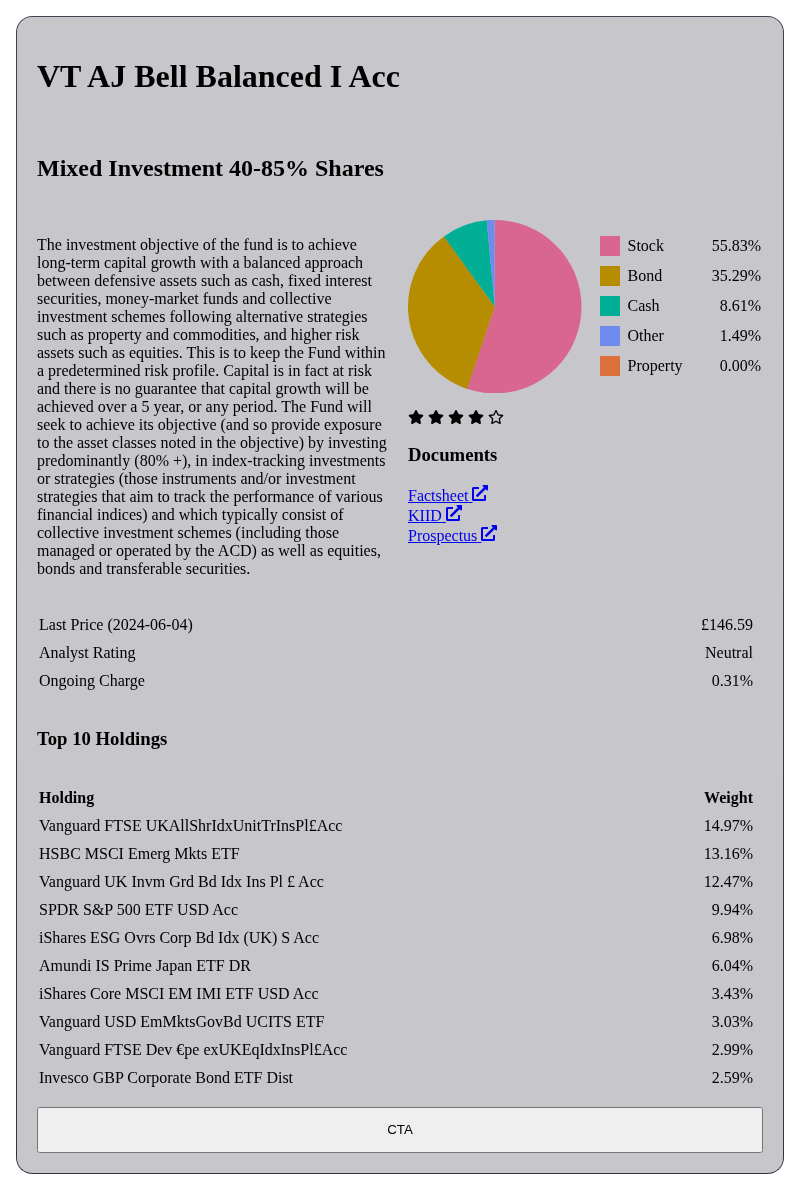 VT AJ Bell Balanced I Acc
Mixed Investment 40-85% Shares
The investment objective of the fund is to achieve
long-term capital growth with a balanced approach
between defensive assets such as cash, fixed interest
securities, money-market funds and collective
investment schemes following alternative strategies
such as property and commodities, and higher risk
assets such as equities. This is to keep the Fund within
a predetermined risk profile. Capital is in fact at risk
and there is no guarantee that capital growth will be
achieved over a 5 year, or any period. The Fund will
seek to achieve its objective (and so provide exposure
to the asset classes noted in the objective) by investing
predominantly (80% +), in index-tracking investments
or strategies (those instruments and/or investment
strategies that aim to track the performance of various
financial indices) and which typically consist of
collective investment schemes (including those
managed or operated by the ACD) as well as equities,
bonds and transferable securities.
Stock 55.83%
Bond 35.29%
Cash 8.61%
Other 1.49%
Property 0.00%
Documents
Factsheet
KIID
Prospectus
Last Price (2024-06-04) £146.59
Analyst Rating Neutral
Ongoing Charge 0.31%
Top 10 Holdings
Holding Weight
Vanguard FTSE UKAllShrIdxUnitTrInsPl£Acc 14.97%
HSBC MSCI Emerg Mkts ETF 13.16%
Vanguard UK Invm Grd Bd Idx Ins Pl £ Acc 12.47%
SPDR S&P 500 ETF USD Acc 9.94%
iShares ESG Ovrs Corp Bd Idx (UK) S Acc 6.98%
Amundi IS Prime Japan ETF DR 6.04%
iShares Core MSCI EM IMI ETF USD Acc 3.43%
Vanguard USD EmMktsGovBd UCITS ETF 3.03%
Vanguard FTSE Dev €pe exUKEqIdxInsPl£Acc 2.99%
Invesco GBP Corporate Bond ETF Dist 2.59%
CTA